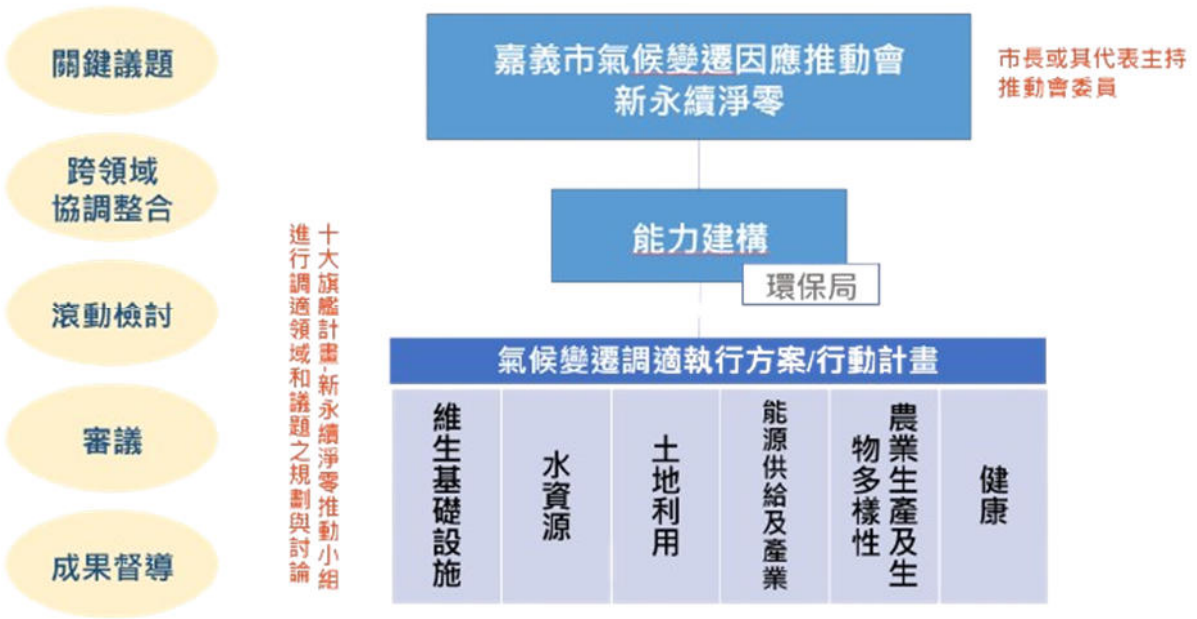 關鍵議題
跨領域
協調整合
滾動檢討
審議
成果督導
嘉義市氣候變遷因應推動會
新永續淨零
市長或其代表主持
推動會委員
能力建構
環保局
十大旗艦計畫-新永續淨零推動小組
進行調適領域和議題之規劃與討論
氣候變遷調適執行方案/行動計畫
維生基礎設施
水資源
土地利用
能源供給及產業
農業生產及生
物多樣性
健康